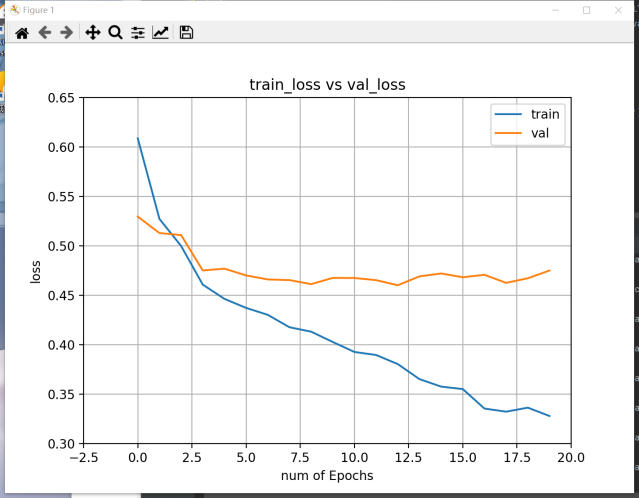 Figure 1
train_loss vs val_loss
0.65
0.60
0.55
0.50
0.45
0.40
0.35
0.30
loss
train
val
−2.5 0.0 2.5 5.0 7.5 10.0 12.5 15.0 17.5 20.0
num of Epochs